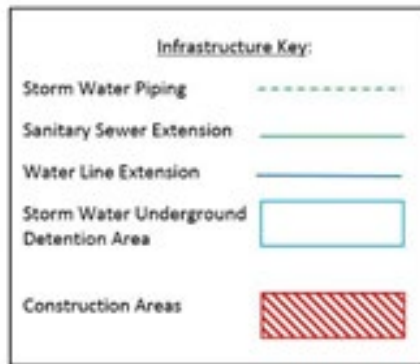 Infrastructure Key:
Storm Water Piping
Sanitary Sewer Extension
Water Line Extension
Storm Water Underground
Detention Area
Construction Areas